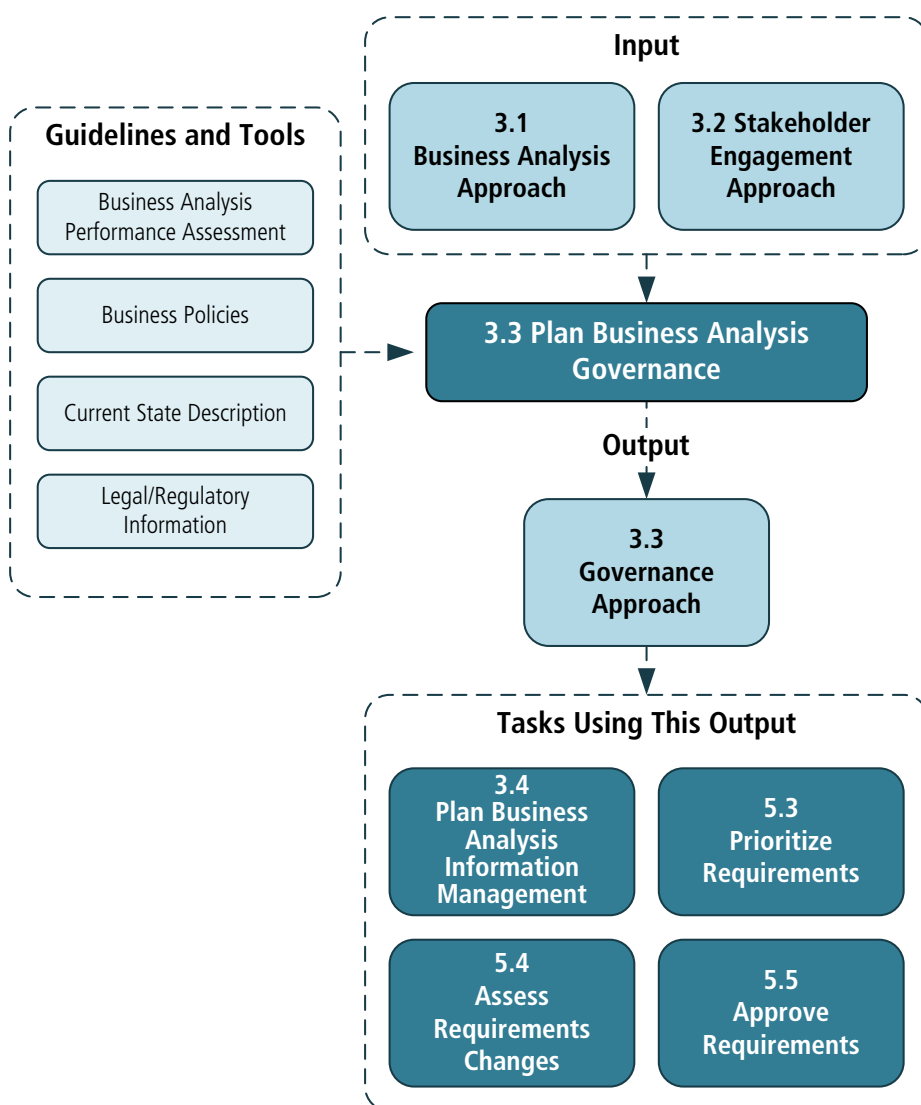 Input
3.1
Business Analysis
Approach
3.2 Stakeholder
Engagement
Approach
Guidelines and Tools
Business Analysis
Performance Assessment
Business Policies
Current State Description
Legal/Regulatory
Information
3.3 Plan Business Analysis
Governance
Output
3.3
Governance
Approach
Tasks Using This Output
3.4
Plan Business
Analysis
Information
Management
5.3
Prioritize
Requirements
5.4
Assess
Requirements
Changes
5.5
Approve
Requirements